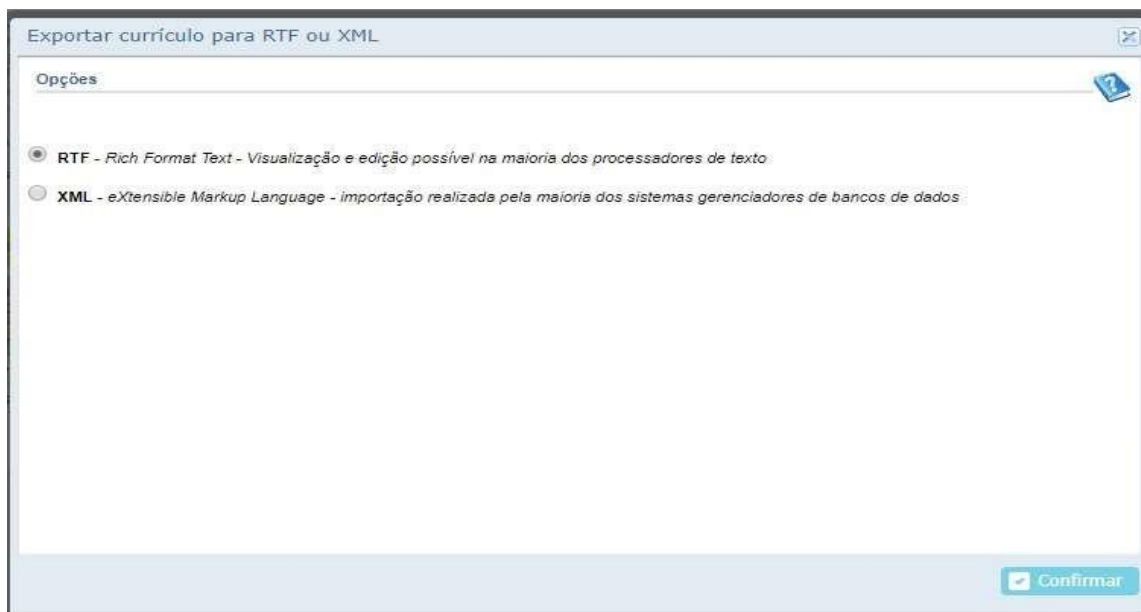 Exportar currículo para RTF ou XML
Opções
RTF - Rich Format Text - Visualização e edição possível na maioria dos processadores de texto
XML - eXtensible Markup Language - importação realizada pela maioria dos sistemas gerenciadores de bancos de dados
Confirmar